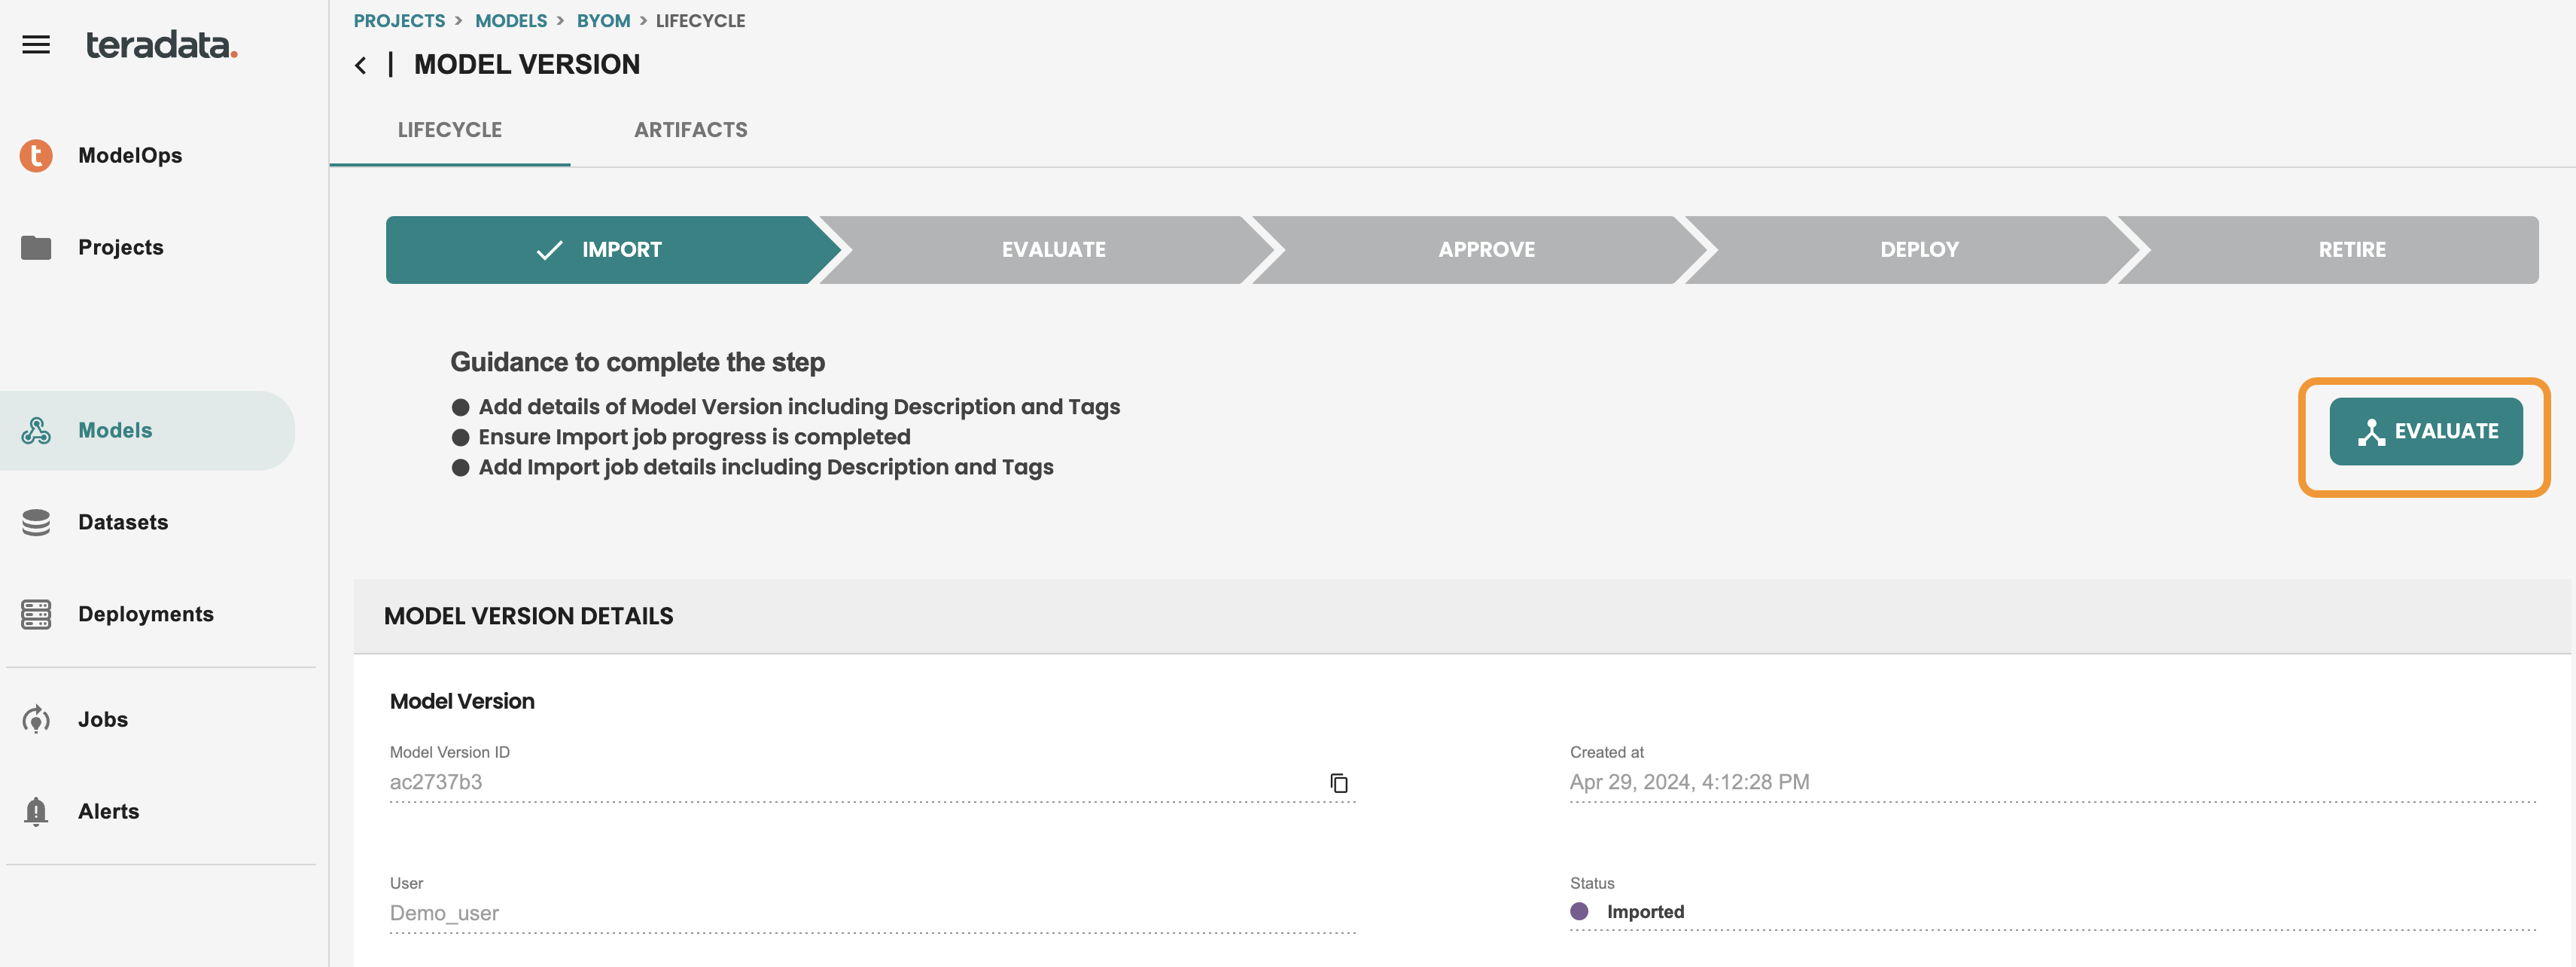 teradata.
ModelOps
Projects
Models
Datasets
Deployments
Jobs
Alerts
PROJECTS > MODELS > BYOM > LIFECYCLE
< | MODEL VERSION
LIFECYCLE ARTIFACTS
IMPORT EVALUATE APPROVE DEPLOY RETIRE
Guidance to complete the step
● Add details of Model Version including Description and Tags
● Ensure Import job progress is completed
● Add Import job details including Description and Tags
EVALUATE
MODEL VERSION DETAILS
Model Version
Model Version ID
ac2737b3
Created at
Apr 29, 2024, 4:12:28 PM
User
Demo_user
Status
Imported